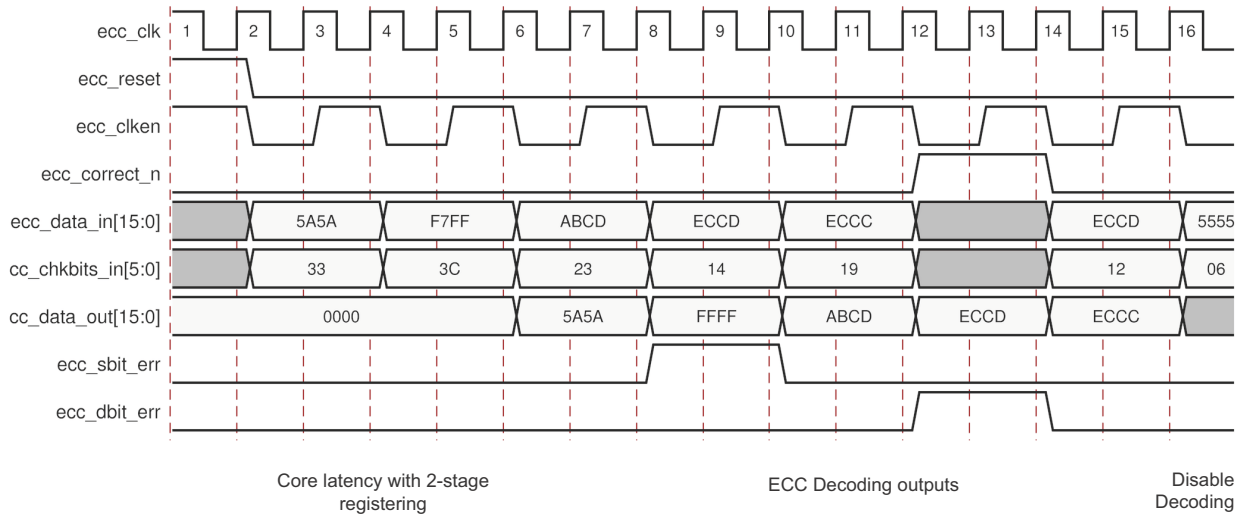 ecc_clk 1 2 3 4 5 6 7 8 9 10 11 12 13 14 15 16
ecc_reset
ecc_clken
ecc_correct_n
ecc_data_in[15:0] 5A5A F7FF ABCD ECCD ECCC ECCD 5555
cc_chkbits_in[5:0] 33 3C 23 14 19 12 06
cc_data_out[15:0] 0000 5A5A FFFF ABCD ECCD ECCC
ecc_sbit_err
ecc_dbit_err
Core latency with 2-stage
registering
ECC Decoding outputs
Disable
Decoding